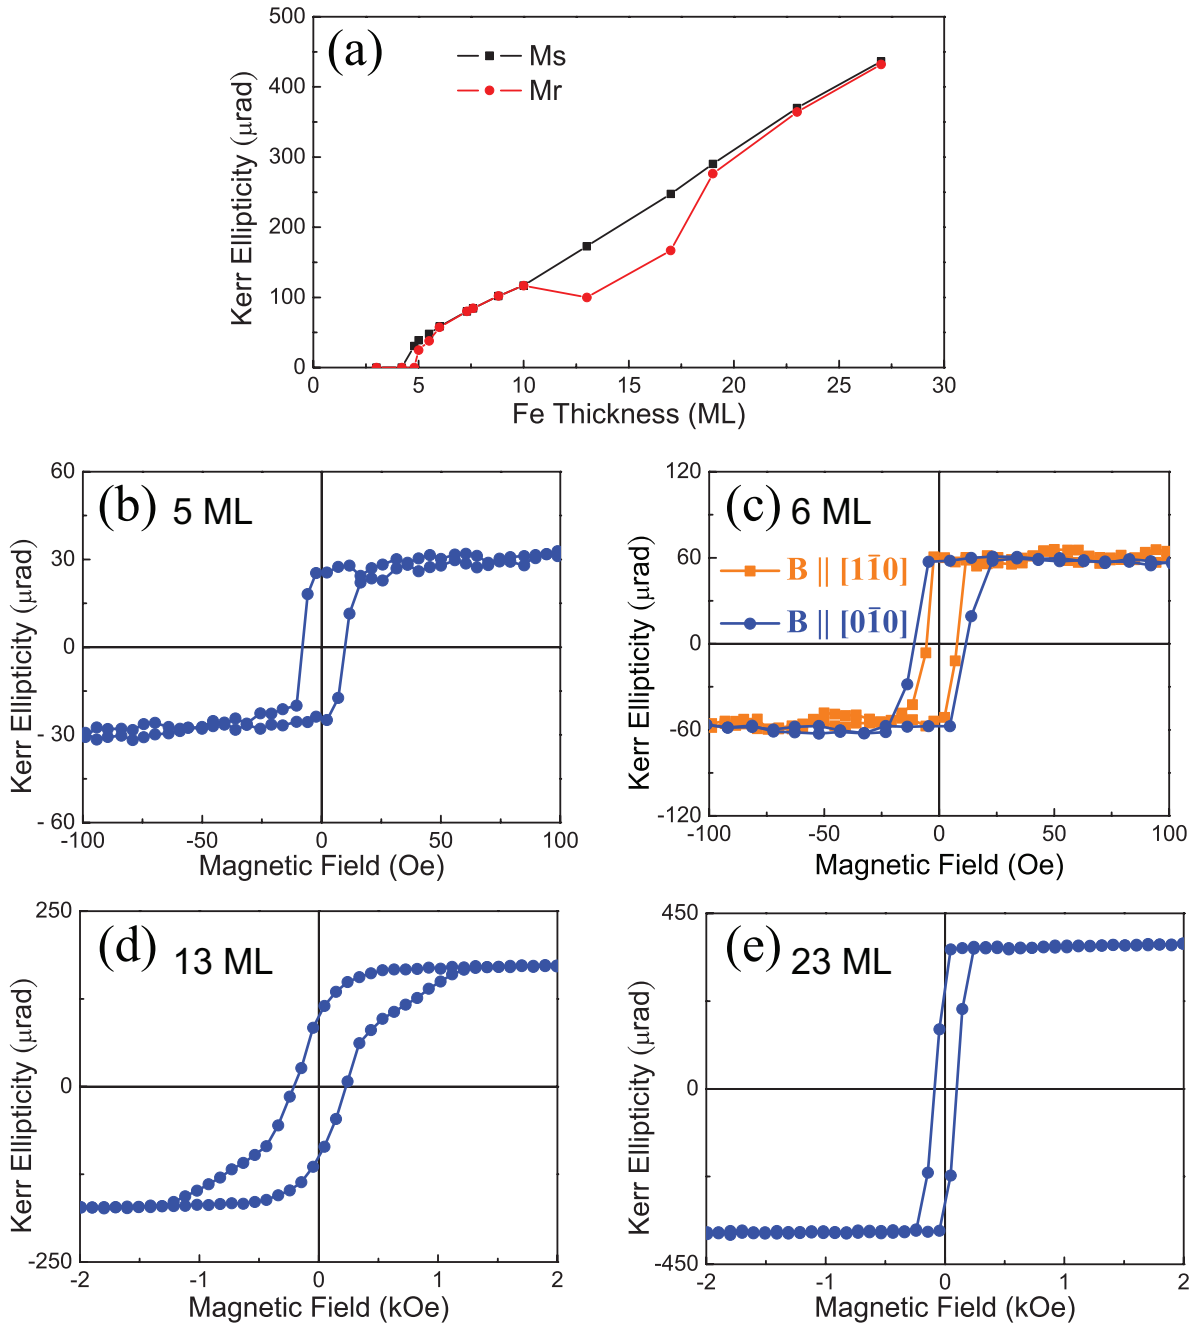 (a)
Ms
Mr
500
400
300
200
100
0
Kerr Ellipticity (μrad)
0 5 10 15 20 25 30
Fe Thickness (ML)
(b) 5 ML
60
30
0
-30
-60
Kerr Ellipticity (μrad)
-100 -50 0 50 100
Magnetic Field (Oe)
(c) 6 ML
B || [11̄0]
B || [01̄0]
120
60
0
-60
-120
Kerr Ellipticity (μrad)
-100 -50 0 50 100
Magnetic Field (Oe)
(d) 13 ML
250
0
-250
Kerr Ellipticity (μrad)
-2 -1 0 1 2
Magnetic Field (kOe)
(e) 23 ML
450
0
-450
Kerr Ellipticity (μrad)
-2 -1 0 1 2
Magnetic Field (kOe)